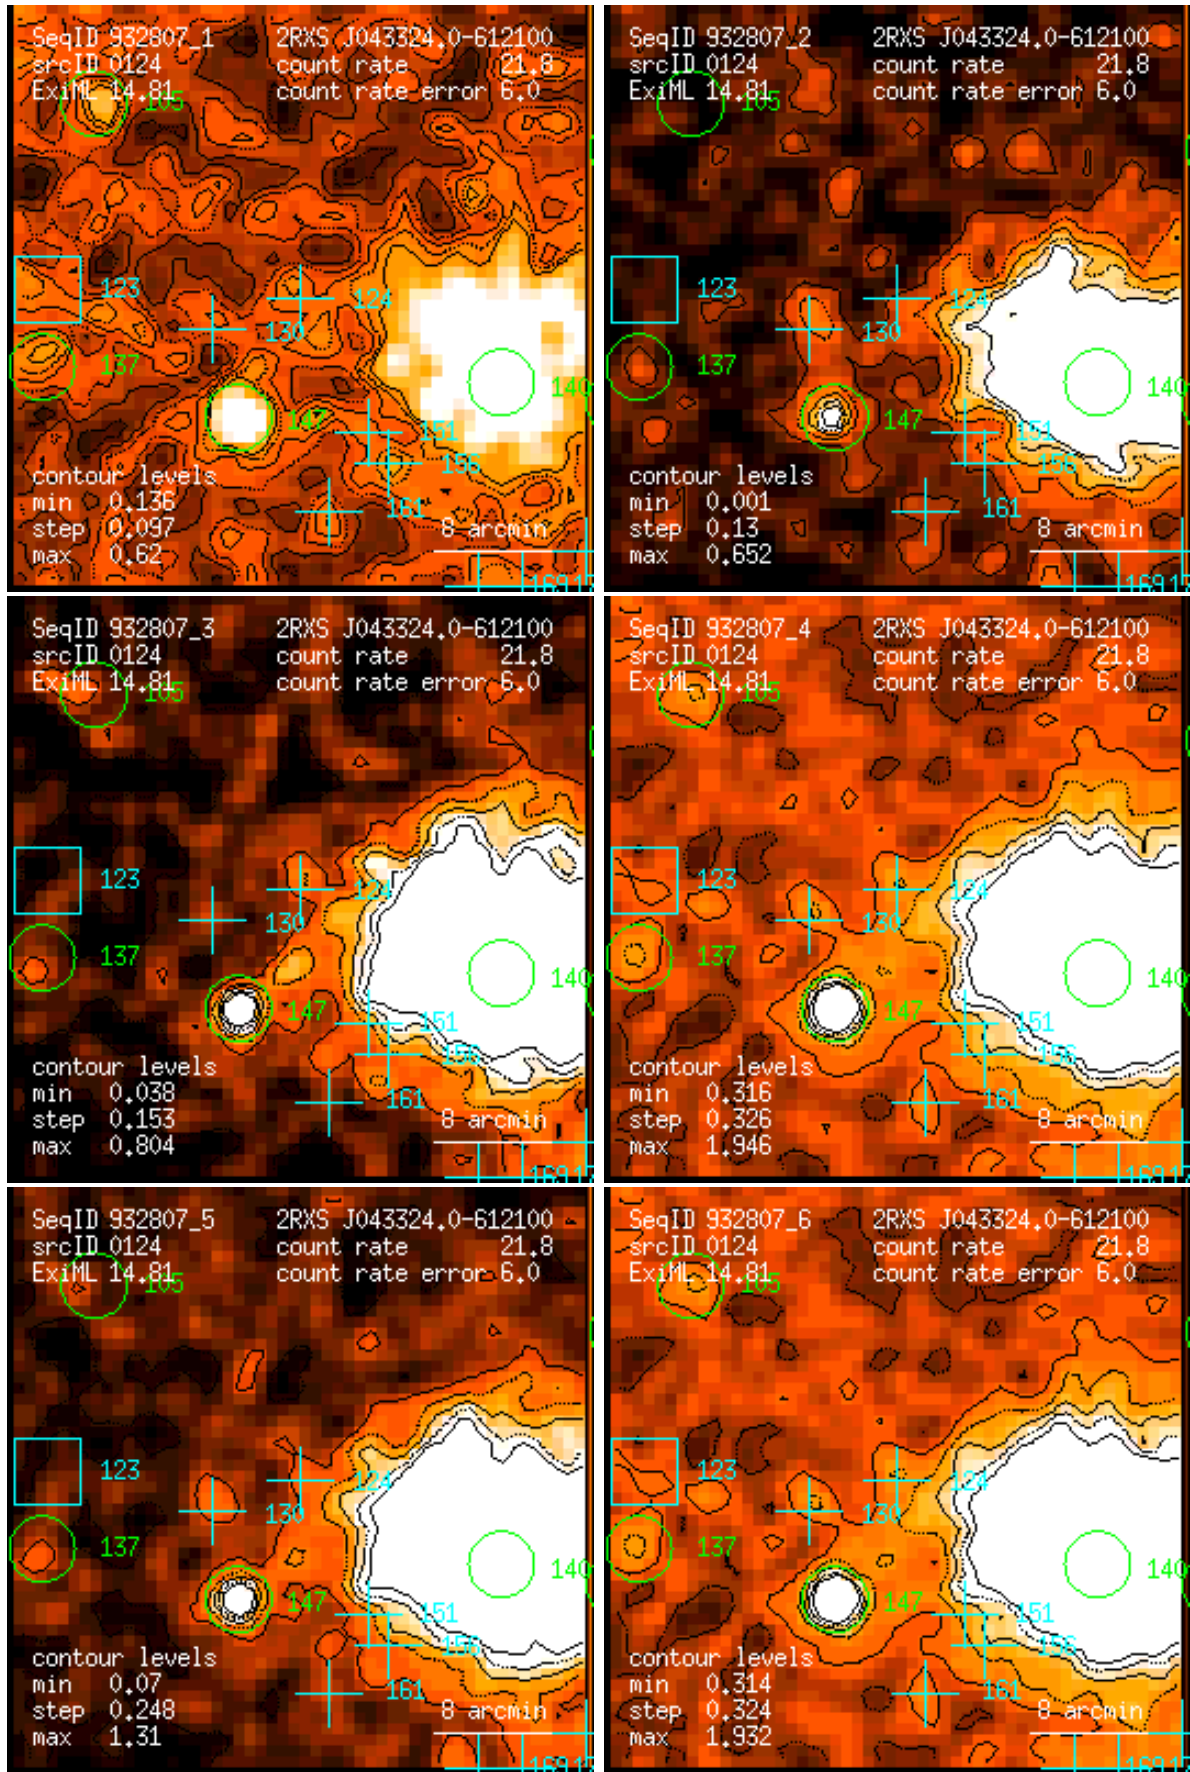 SeqID 932807_1 2RXS J043324.0-612100
srcID 0124 count rate 21.8
ExiML 14.81 count rate error 6.0
105
123
124
130
137
140
147
151
156
contour levels
min 0.136
161
step 0.097
8 arcmin
max 0.62
169
SeqID 932807_2 2RXS J043324.0-612100
srcID 0124 count rate 21.8
ExiML 14.81 count rate error 6.0
105
123
124
130
137
140
147
151
156
contour levels
min 0.001
161
step 0.13
8 arcmin
max 0.652
169
SeqID 932807_3 2RXS J043324.0-612100
srcID 0124 count rate 21.8
ExiML 14.81 count rate error 6.0
105
123
124
130
137
140
147
151
156
contour levels
min 0.038
161
step 0.153
8 arcmin
max 0.804
169
SeqID 932807_4 2RXS J043324.0-612100
srcID 0124 count rate 21.8
ExiML 14.81 count rate error 6.0
105
123
124
130
137
140
147
151
156
contour levels
min 0.316
161
step 0.326
8 arcmin
max 1.946
169
SeqID 932807_5 2RXS J043324.0-612100
srcID 0124 count rate 21.8
ExiML 14.81 count rate error 6.0
105
123
124
130
137
140
147
151
156
contour levels
min 0.07
161
step 0.248
8 arcmin
max 1.31
169
SeqID 932807_6 2RXS J043324.0-612100
srcID 0124 count rate 21.8
ExiML 14.81 count rate error 6.0
105
123
124
130
137
140
147
151
156
contour levels
min 0.314
161
step 0.324
8 arcmin
max 1.932
169